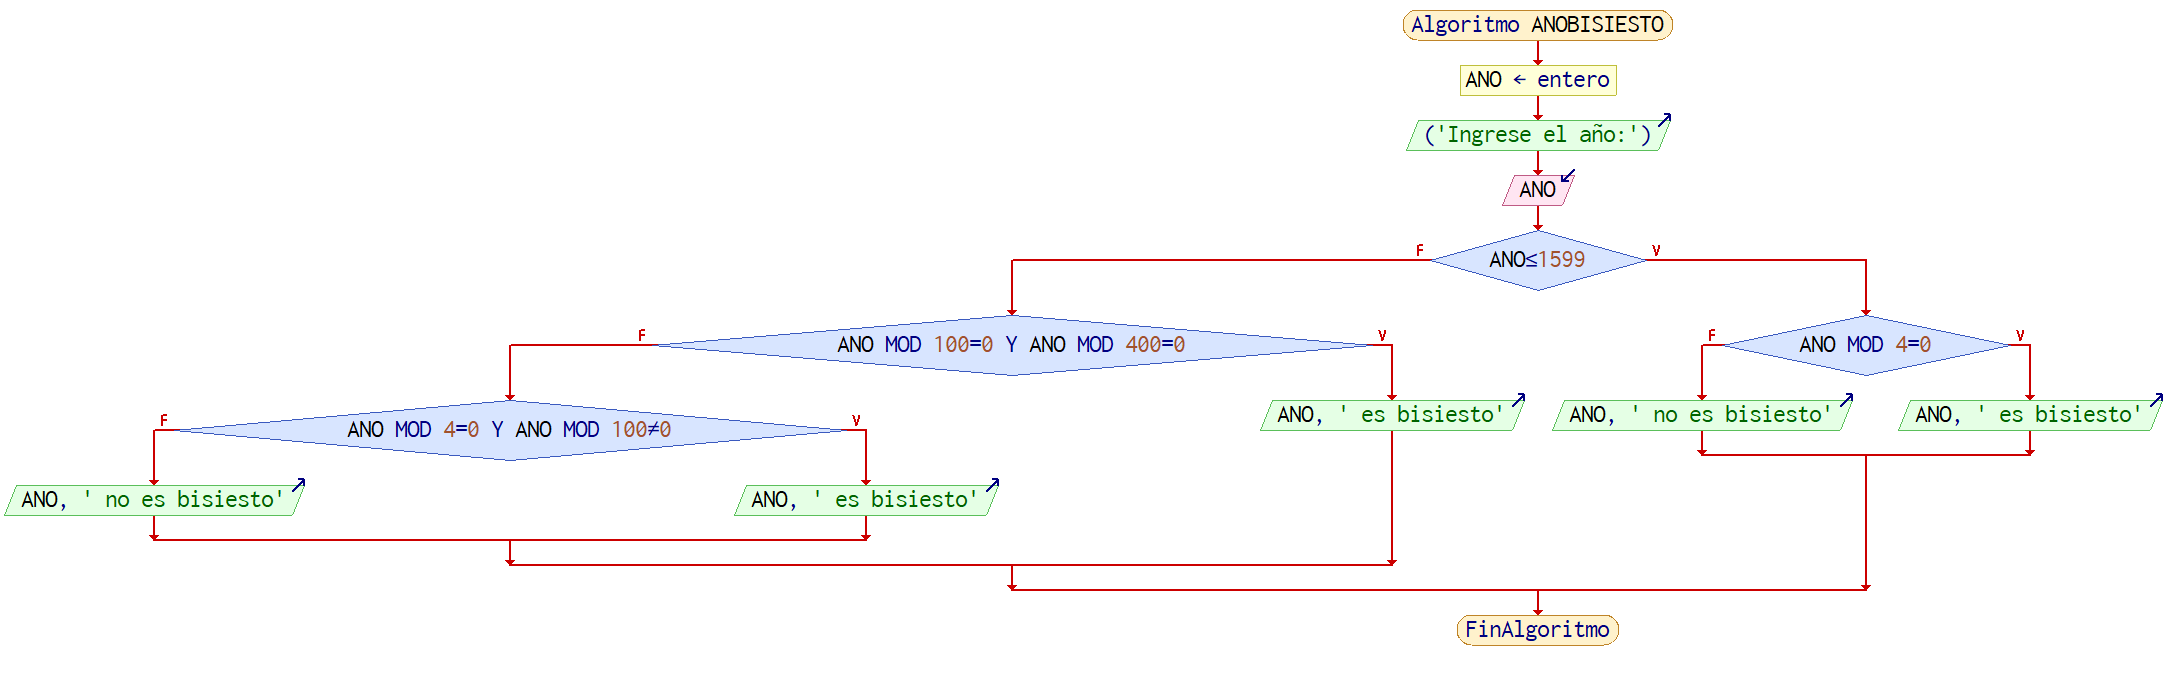 Algoritmo ANOBISIESTO
ANO ← entero
('Ingrese el año:')
ANO
F
ANO≤1599
V
F
ANO MOD 100=0 Y ANO MOD 400=0
V
F
ANO MOD 4=0
V
F
ANO MOD 4=0 Y ANO MOD 100≠0
V
ANO, ' es bisiesto'
ANO, ' no es bisiesto'
ANO, ' es bisiesto'
ANO, ' no es bisiesto'
ANO, ' es bisiesto'
FinAlgoritmo